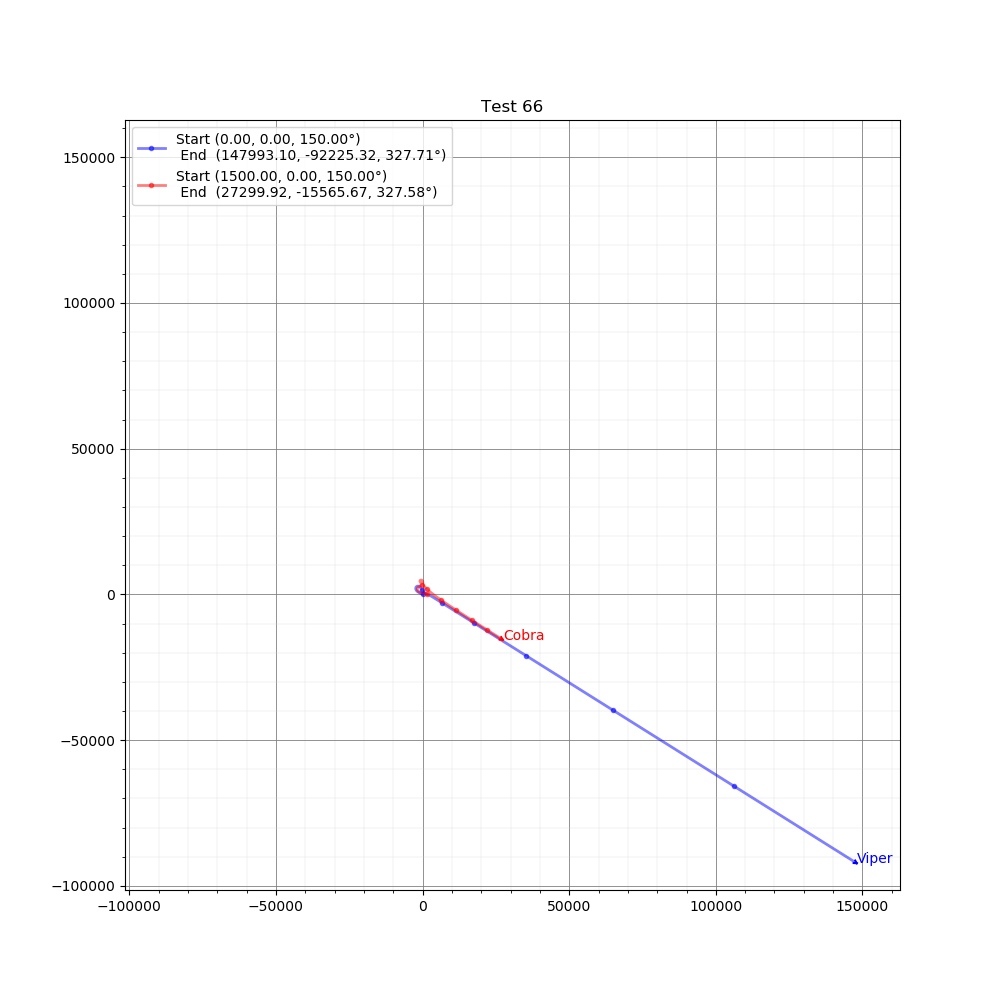 Test 66
Start (0.00, 0.00, 150.00°)
End (147993.10, -92225.32, 327.71°)
Start (1500.00, 0.00, 150.00°)
End (27299.92, -15565.67, 327.58°)
150000
100000
50000
0
−50000
−100000
Cobra
Viper
−100000 −50000 0 50000 100000 150000